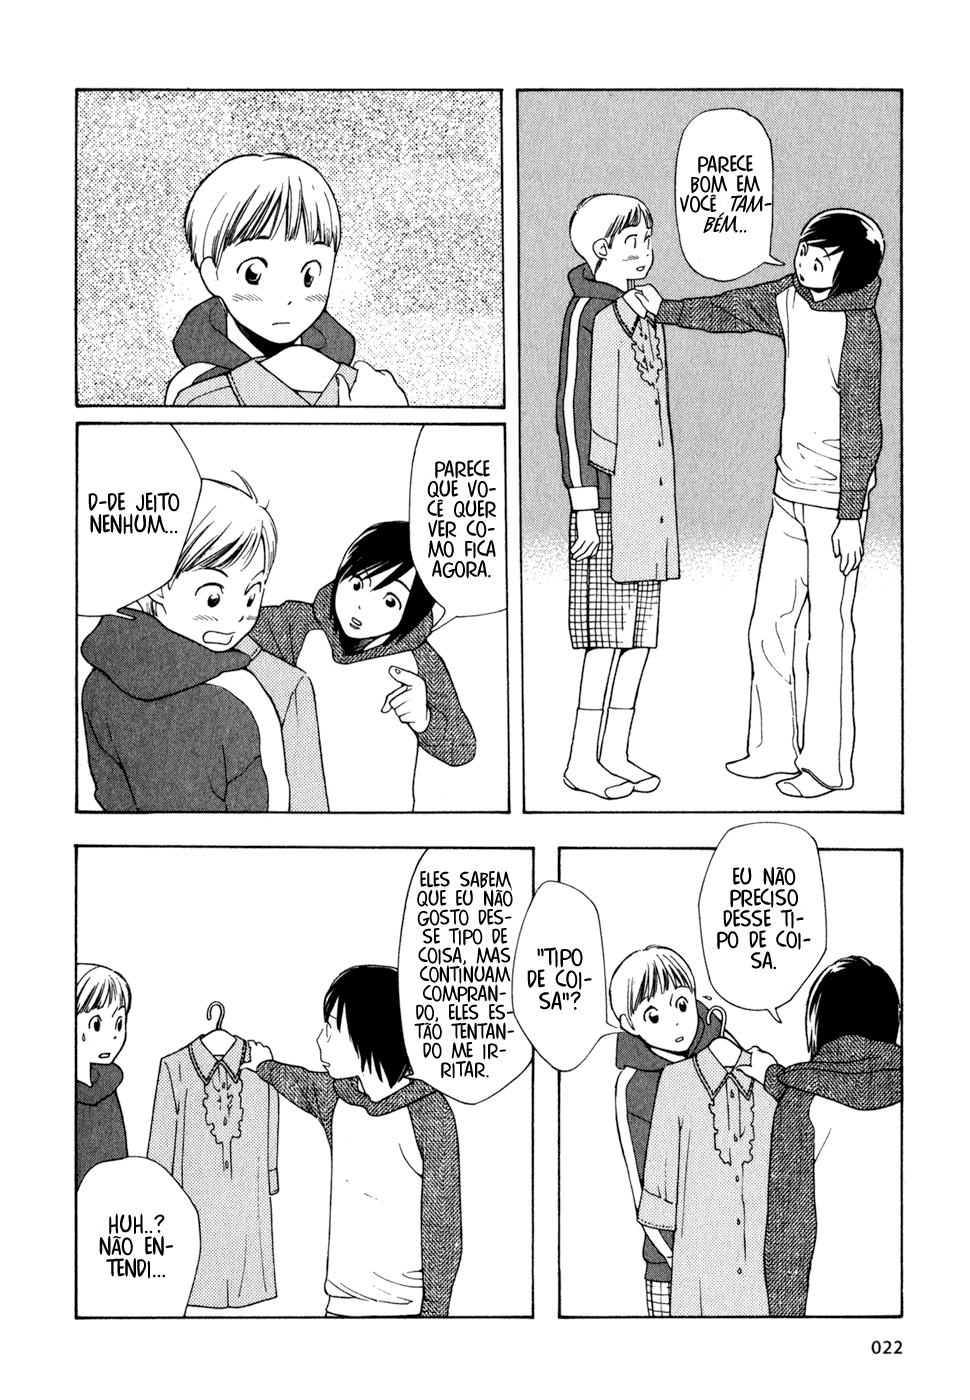 PARECE
BOM EM
VOCÊ TAM-
BÉM...
PARECE
QUE VO-
CÊ QUER
VER CO-
MO FICA
AGORA.
D-DE JEITO
NENHUM...
EU NÃO
PRECISO
DESSE TI-
PO DE COI-
SA.
"TIPO
DE COI-
SA"?
ELES SABEM
QUE EU NÃO
GOSTO DES-
SE TIPO DE
COISA, MAS
CONTINUAM
COMPRAN-
DO, ELES ES-
TÃO TENTAN-
DO ME IR-
RITAR.
HUH..?
NÃO EN-
TENDI...
022